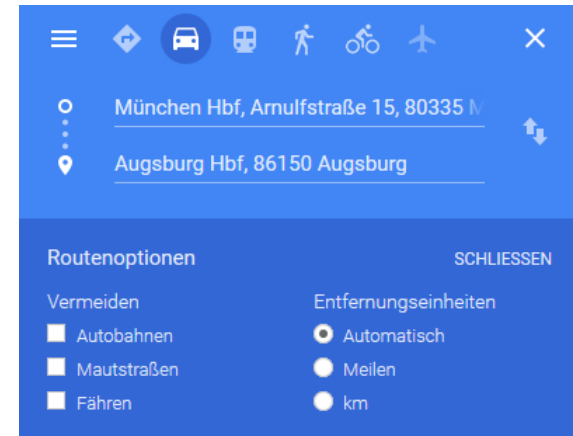 München Hbf, Arnulfstraße 15, 80335 M
Augsburg Hbf, 86150 Augsburg
Routenoptionen
SCHLIESSEN
Vermeiden
Entfernungseinheiten
Autobahnen
Automatisch
Mautstraßen
Meilen
Fähren
km